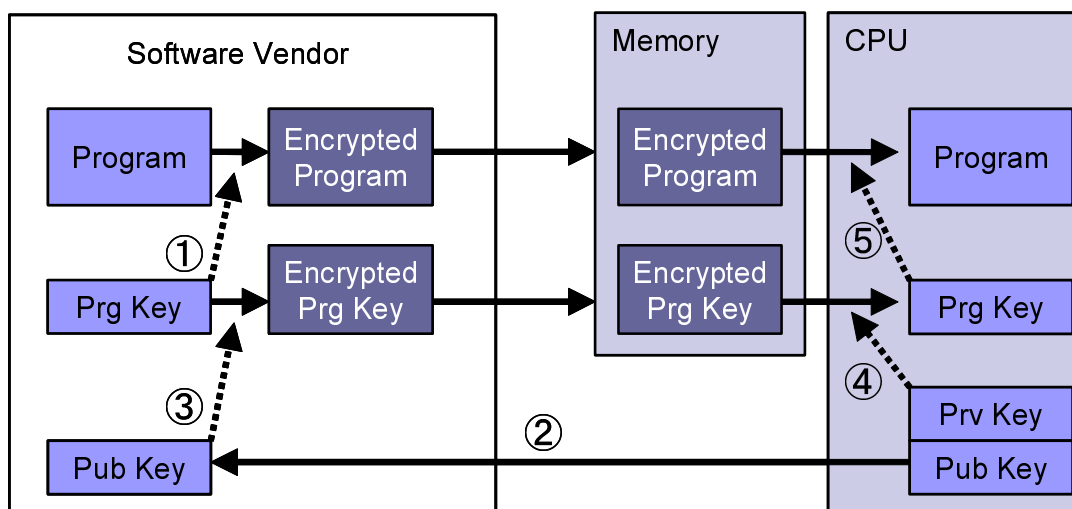 Software Vendor
Memory
CPU
Program
Encrypted
Program
Encrypted
Program
Program
①
⑤
Prg Key
Encrypted
Prg Key
Encrypted
Prg Key
Prg Key
③
④
②
Prv Key
Pub Key
Pub Key